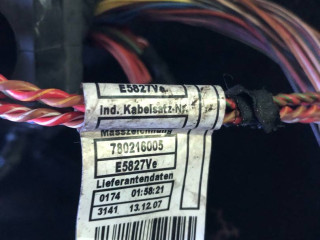 E5827Ve
Ind. Kabelsatz-Nr.
Masszeichnung
780216005
E5827Ve
Lieferantendaten
0174 01:58:21
3141 13.12.07